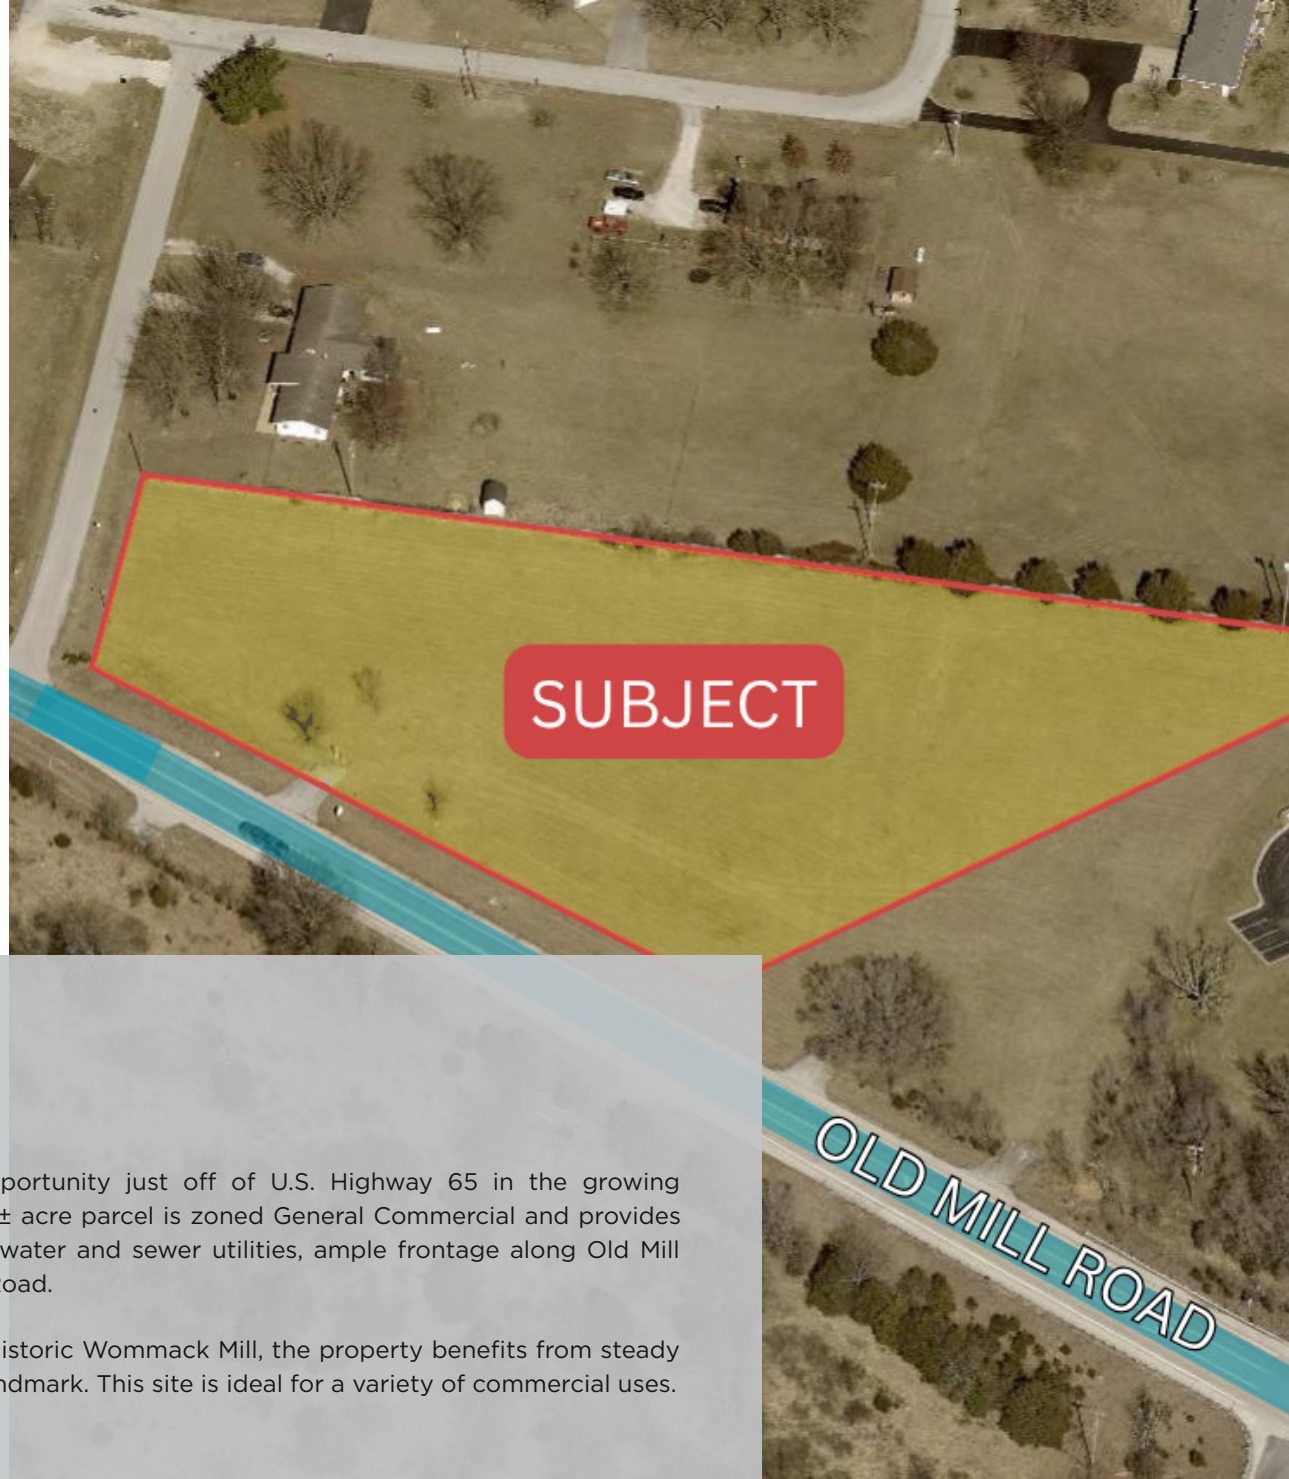 SUBJECT
OLD MILL ROAD
portunity just off of U.S. Highway 65 in the growing
± acre parcel is zoned General Commercial and provides
water and sewer utilities, ample frontage along Old Mill
Road.
istoric Wommack Mill, the property benefits from steady
ndmark. This site is ideal for a variety of commercial uses.